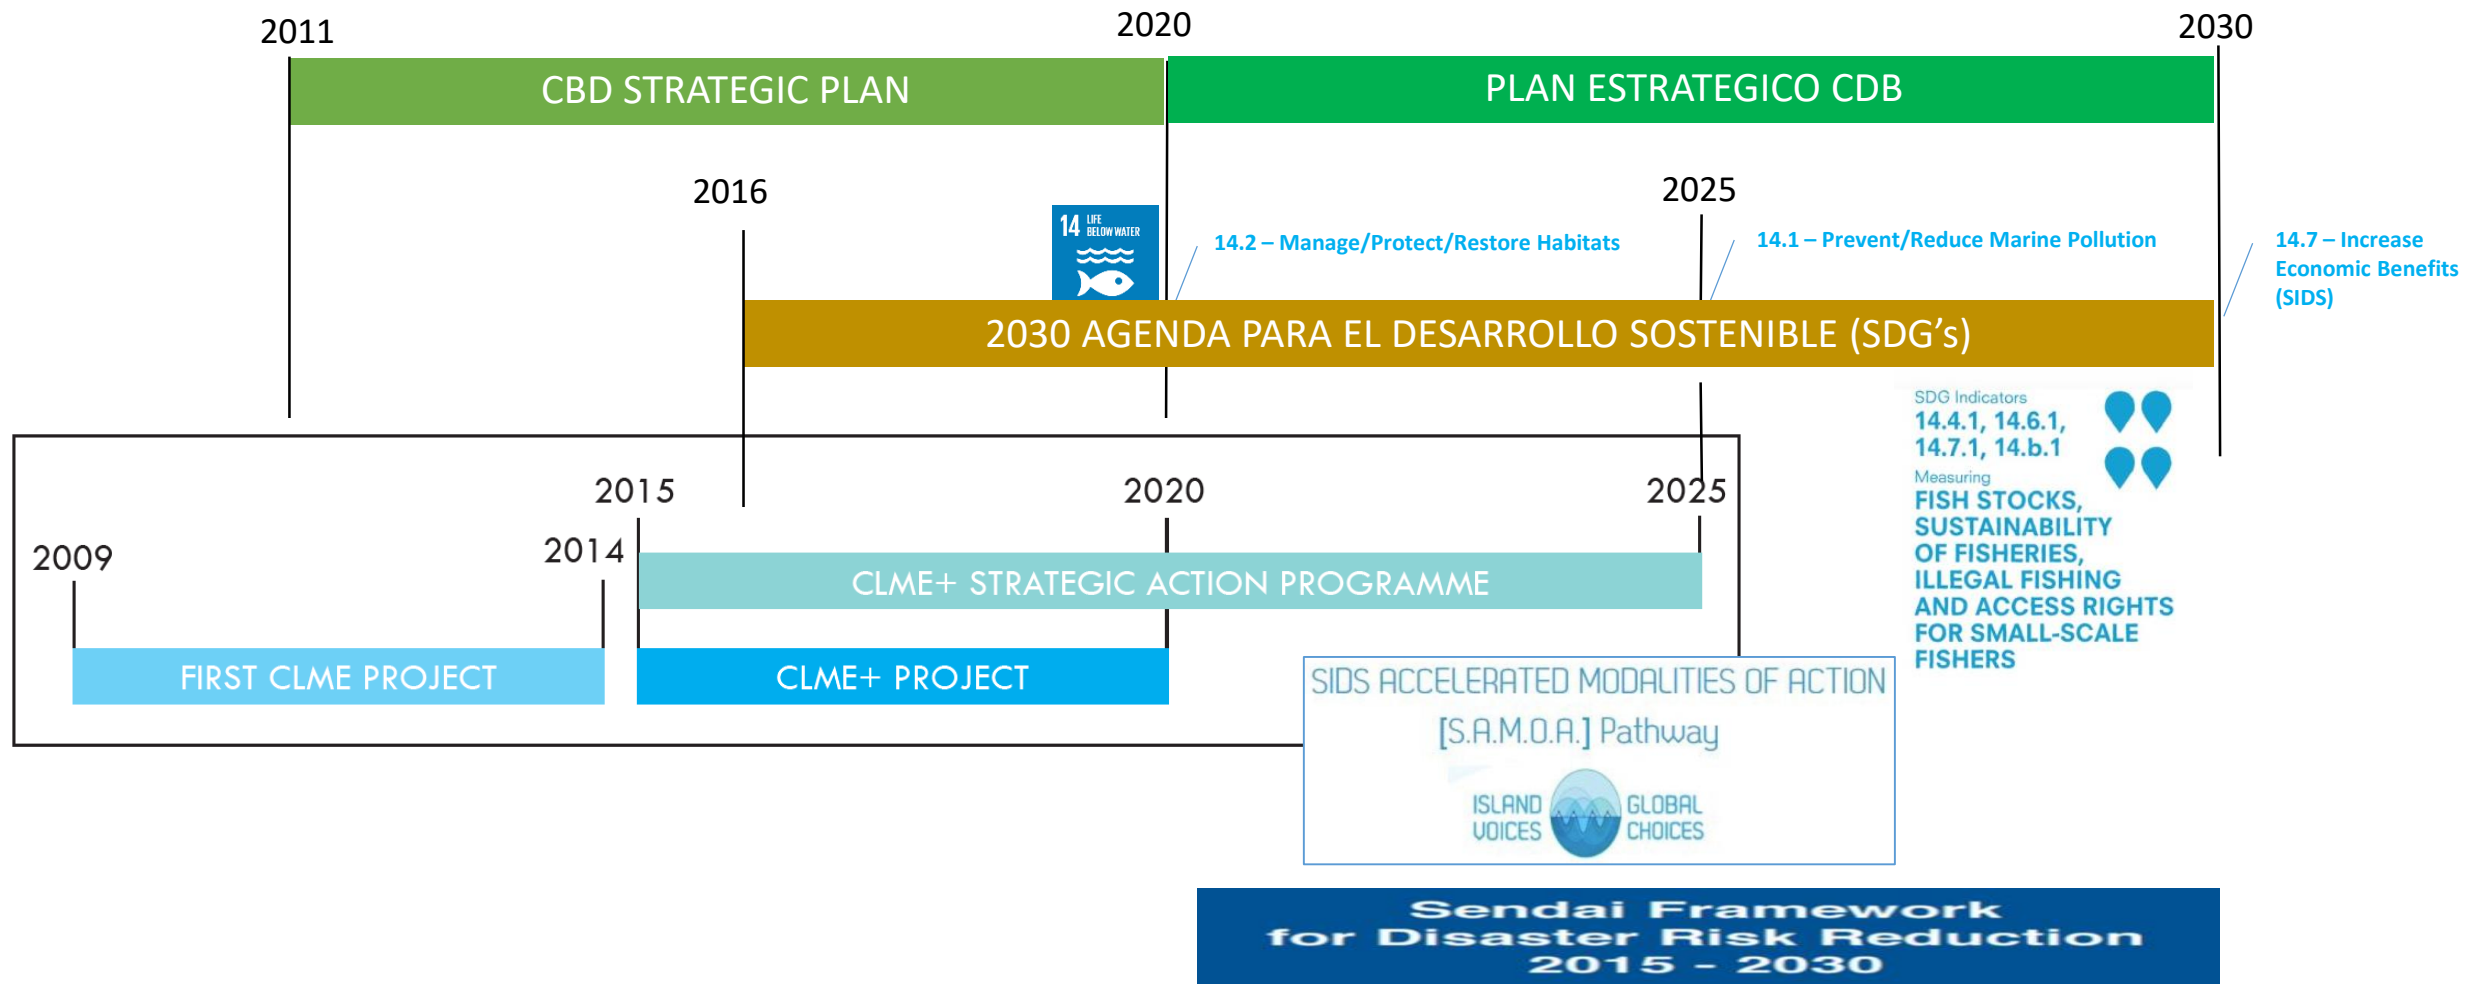 2011
2020
2030
CBD STRATEGIC PLAN
PLAN ESTRATEGICO CDB
2016
2025
14 LIFE
BELOW WATER
14.2 – Manage/Protect/Restore Habitats
14.1 – Prevent/Reduce Marine Pollution
14.7 – Increase
Economic Benefits
(SIDS)
2030 AGENDA PARA EL DESARROLLO SOSTENIBLE (SDG's)
SDG Indicators
14.4.1, 14.6.1,
14.7.1, 14.b.1
Measuring
FISH STOCKS,
SUSTAINABILITY
OF FISHERIES,
ILLEGAL FISHING
AND ACCESS RIGHTS
FOR SMALL-SCALE
FISHERS
2015
2020
2025
2009
2014
CLME+ STRATEGIC ACTION PROGRAMME
FIRST CLME PROJECT
CLME+ PROJECT
SIDS ACCELERATED MODALITIES OF ACTION
[S.A.M.O.A.] Pathway
ISLAND
VOICES
GLOBAL
CHOICES
Sendai Framework
for Disaster Risk Reduction
2015 - 2030